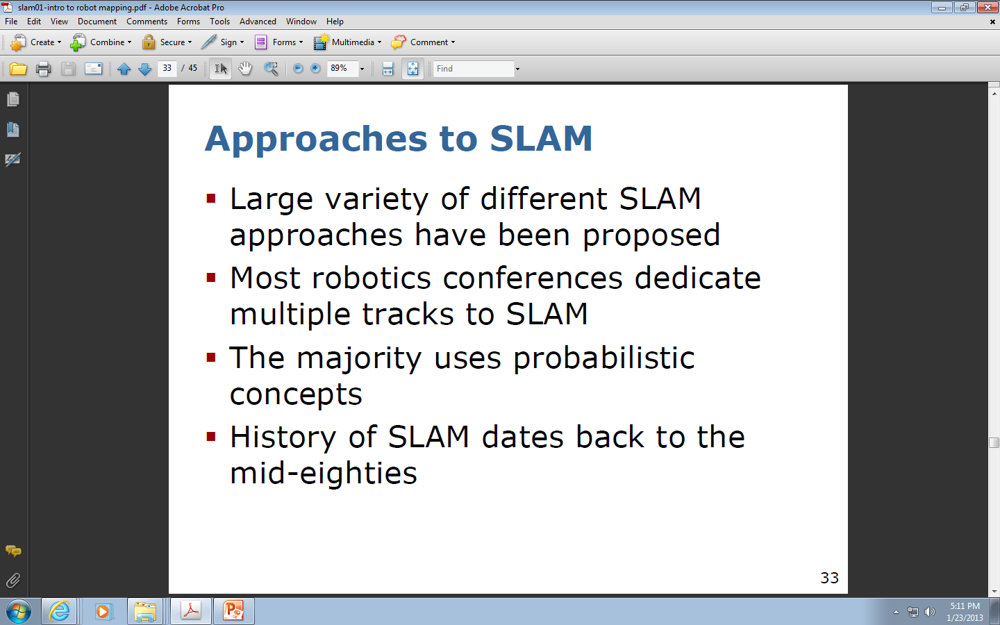 slam01-intro to robot mapping.pdf - Adobe Acrobat Pro
File Edit View Document Comments Forms Tools Advanced Window Help
Create Combine Secure Sign Forms Multimedia Comment
33 / 45 89% Find
Approaches to SLAM
Large variety of different SLAM
approaches have been proposed
Most robotics conferences dedicate
multiple tracks to SLAM
The majority uses probabilistic
concepts
History of SLAM dates back to the
mid-eighties
33
5:11 PM
1/23/2013